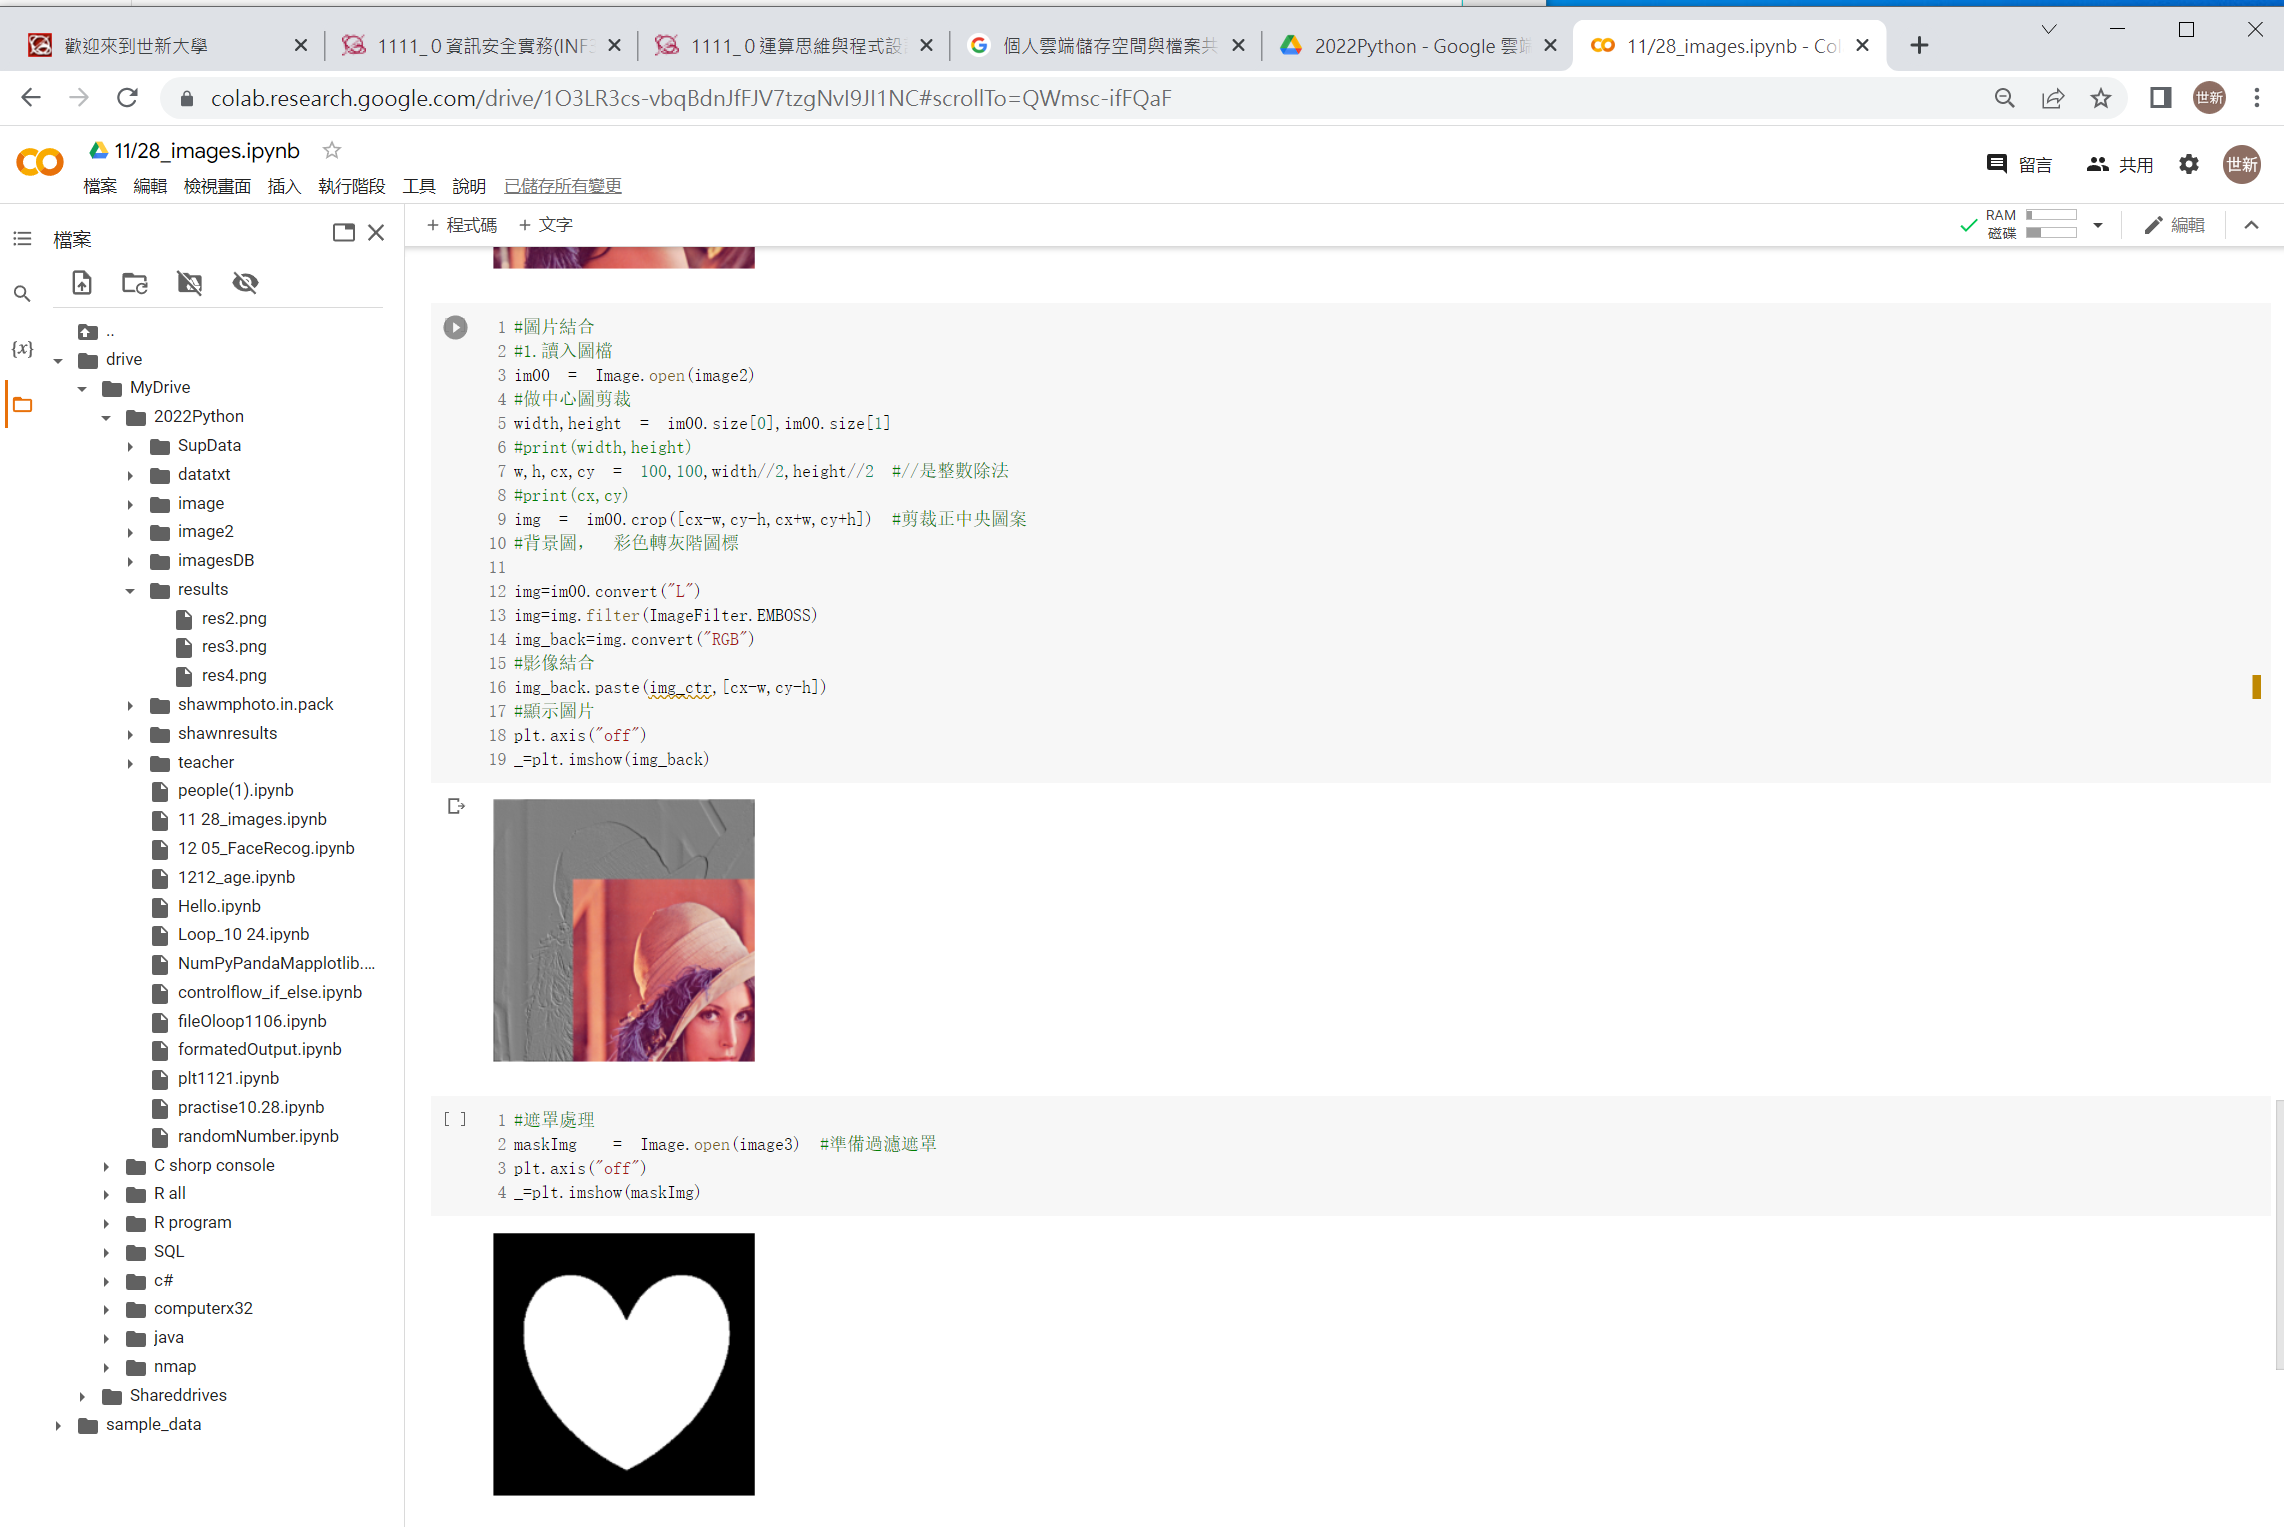 歡迎來到世新大學
1111_ 0 資訊安全實務(INF
1111_ 0 運算思維與程式設
個人雲端儲存空間與檔案共
2022Python - Google 雲端
11/28_images.ipynb - Co
colab.research.google.com/drive/1O3LR3cs-vbqBdnJfFJV7tzgNvI9JI1NC#scrollTo=QWmsc-ifFQaF
世新
11/28_images.ipynb
留言
共用
世新
檔案 編輯 檢視畫面 插入 執行階段 工具 說明 已儲存所有變更
檔案
+ 程式碼 + 文字
RAM
磁碟
編輯
{x}
..
drive
MyDrive
2022Python
SupData
datatxt
image
image2
imagesDB
results
res2.png
res3.png
res4.png
shawmphoto.in.pack
shawnresults
teacher
people(1).ipynb
11 28_images.ipynb
12 05_FaceRecog.ipynb
1212_age.ipynb
Hello.ipynb
Loop_10 24.ipynb
NumPyPandaMapplotlib....
controlflow_if_else.ipynb
fileOloop1106.ipynb
formatedOutput.ipynb
plt1121.ipynb
practise10.28.ipynb
randomNumber.ipynb
C shorp console
R all
R program
SQL
c#
computerx32
java
nmap
Shareddrives
sample_data
1 #圖片結合
2 #1.讀入圖檔
3 im00 = Image.open(image2)
4 #做中心圖剪裁
5 width,height = im00.size[0],im00.size[1]
6 #print(width,height)
7 w,h,cx,cy = 100,100,width//2,height//2 #//是整數除法
8 #print(cx,cy)
9 img = im00.crop([cx-w,cy-h,cx+w,cy+h]) #剪裁正中央圖案
10 #背景圖, 彩色轉灰階圖標
11
12 img=im00.convert("L")
13 img=img.filter(ImageFilter.EMBOSS)
14 img_back=img.convert("RGB")
15 #影像結合
16 img_back.paste(img_ctr,[cx-w,cy-h])
17 #顯示圖片
18 plt.axis("off")
19 _=plt.imshow(img_back)
[ ]
1 #遮罩處理
2 maskImg = Image.open(image3) #準備過濾遮罩
3 plt.axis("off")
4 _=plt.imshow(maskImg)